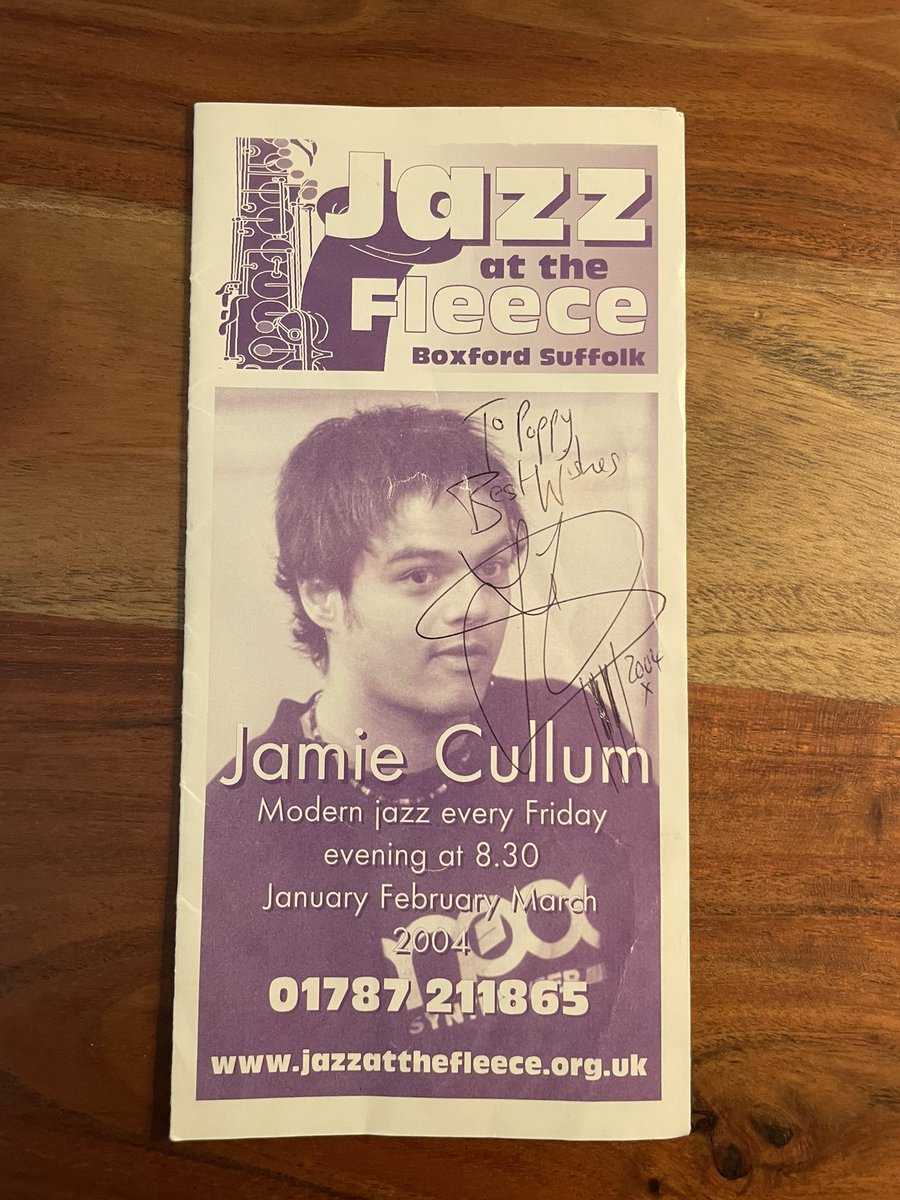 Jazz
at the
Fleece
Boxford Suffolk
To Poppy
Best Wishes
2004
x
Jamie Cullum
Modern jazz every Friday
evening at 8.30
January February March
2004
01787 211865
www.jazzatthefleece.org.uk